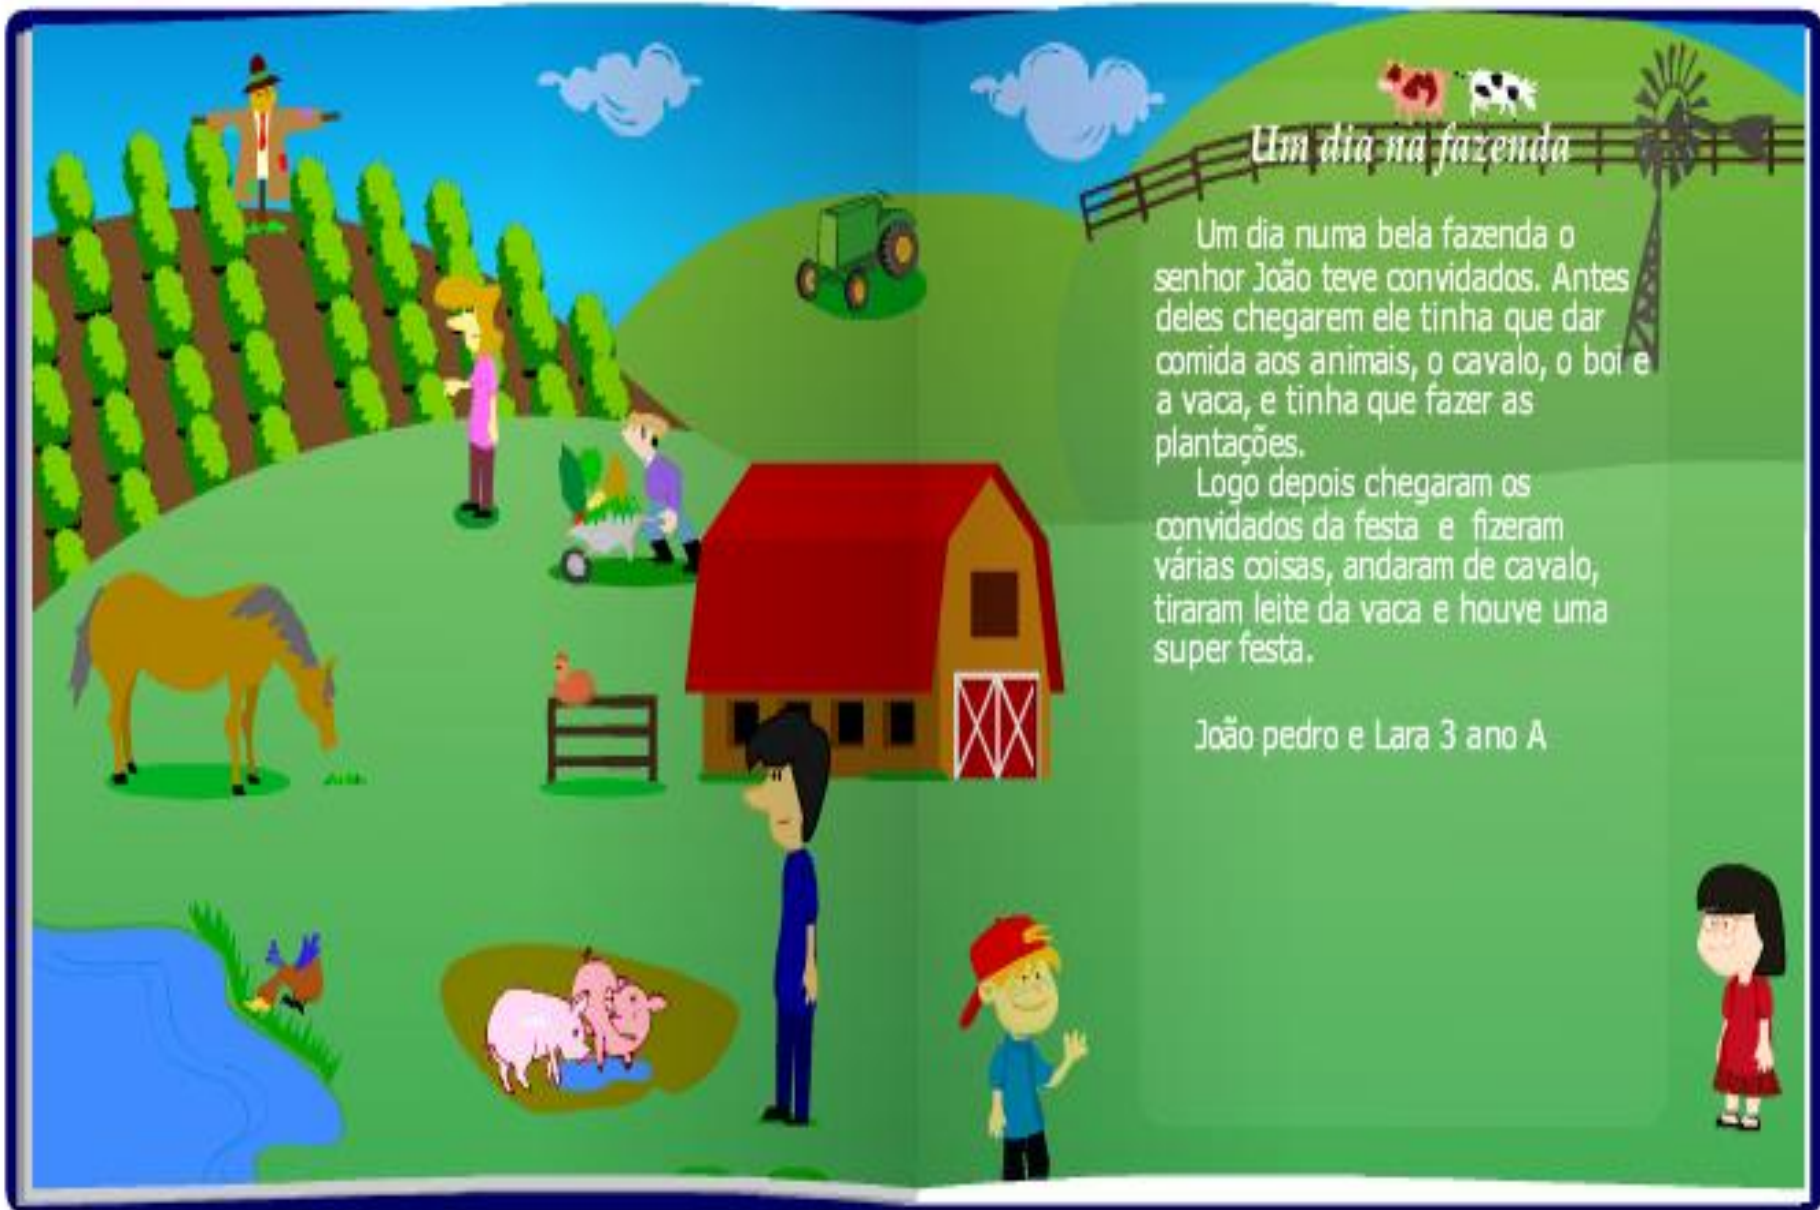 Um dia na fazenda
Um dia numa bela fazenda o
senhor João teve convidados. Antes
deles chegarem ele tinha que dar
comida aos animais, o cavalo, o boi e
a vaca, e tinha que fazer as
plantações.
Logo depois chegaram os
convidados da festa e fizeram
várias coisas, andaram de cavalo,
tiraram leite da vaca e houve uma
super festa.
João pedro e Lara 3 ano A